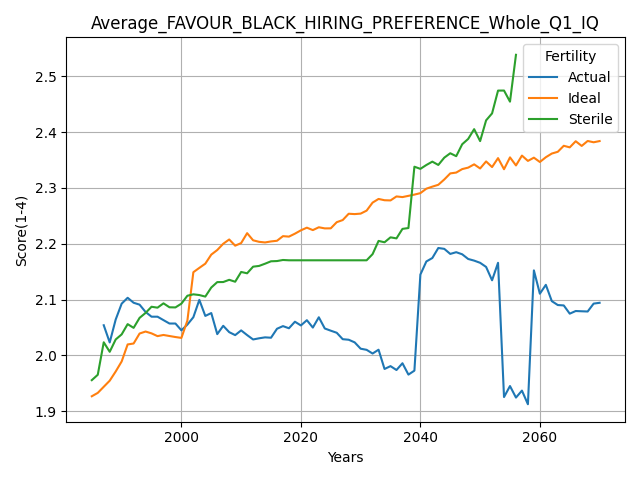 Average_FAVOUR_BLACK_HIRING_PREFERENCE_Whole_Q1_IQ
Fertility
Actual
Ideal
Sterile
Score(1-4)
2.5
2.4
2.3
2.2
2.1
2.0
1.9
2000
2020
2040
2060
Years